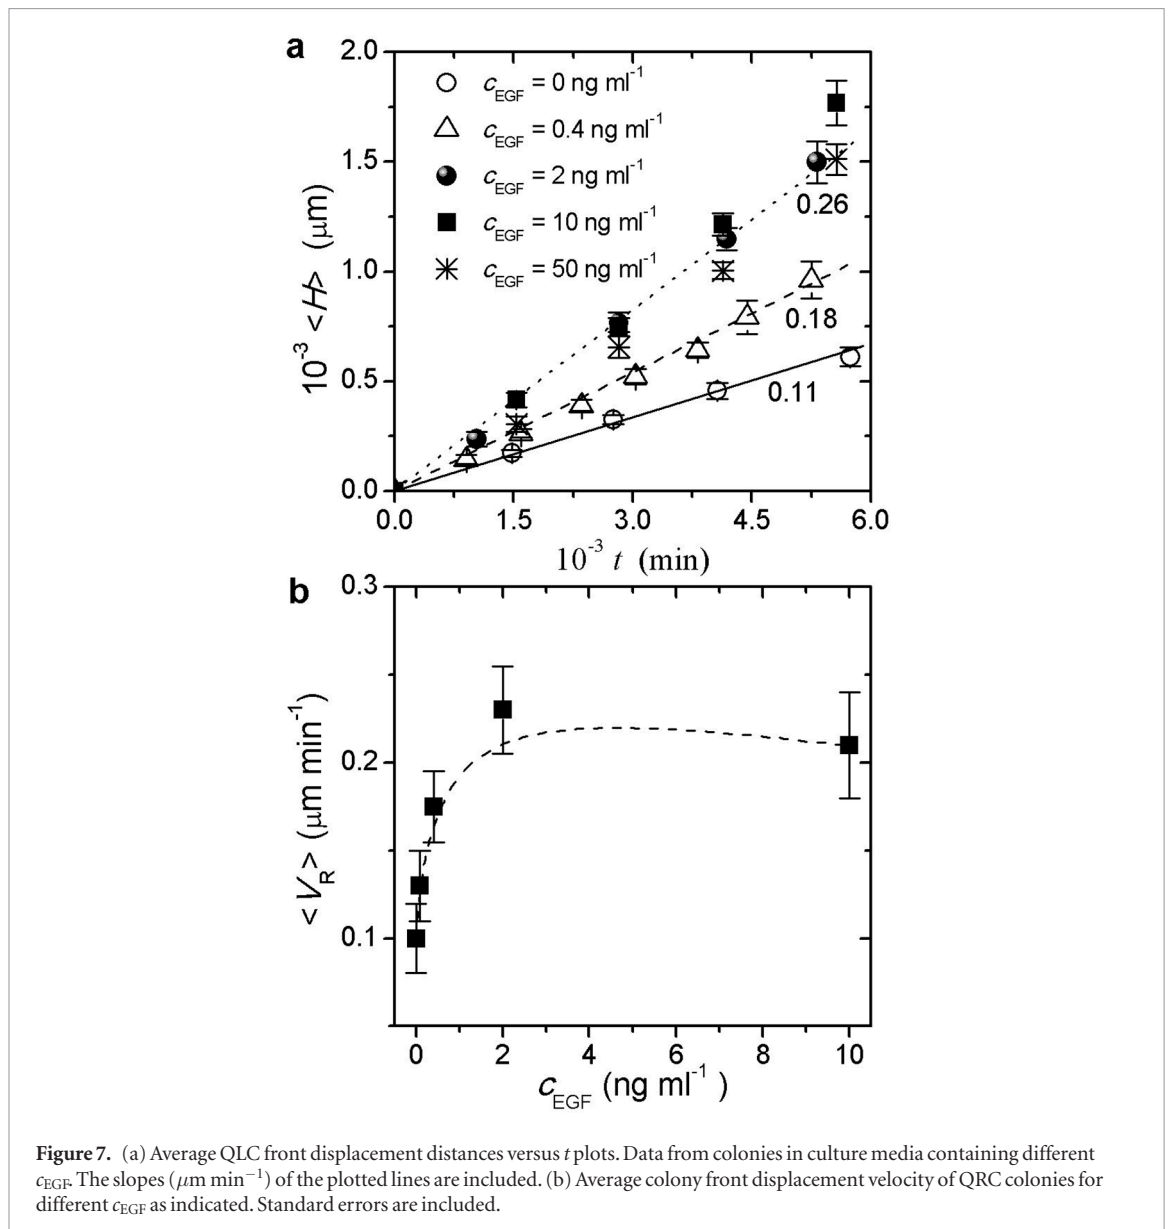 a
2.0
1.5
1.0
0.5
0.0
10⁻³ <H> (μm)
c_EGF = 0 ng ml⁻¹
c_EGF = 0.4 ng ml⁻¹
c_EGF = 2 ng ml⁻¹
c_EGF = 10 ng ml⁻¹
c_EGF = 50 ng ml⁻¹
0.26
0.18
0.11
0.0 1.5 3.0 4.5 6.0
10⁻³ t (min)
b
0.3
0.2
0.1
<V_R> (μm min⁻¹)
0 2 4 6 8 10
c_EGF (ng ml⁻¹)
Figure 7. (a) Average QLC front displacement distances versus t plots. Data from colonies in culture media containing different
c_EGF. The slopes (μm min⁻¹) of the plotted lines are included. (b) Average colony front displacement velocity of QRC colonies for
different c_EGF as indicated. Standard errors are included.